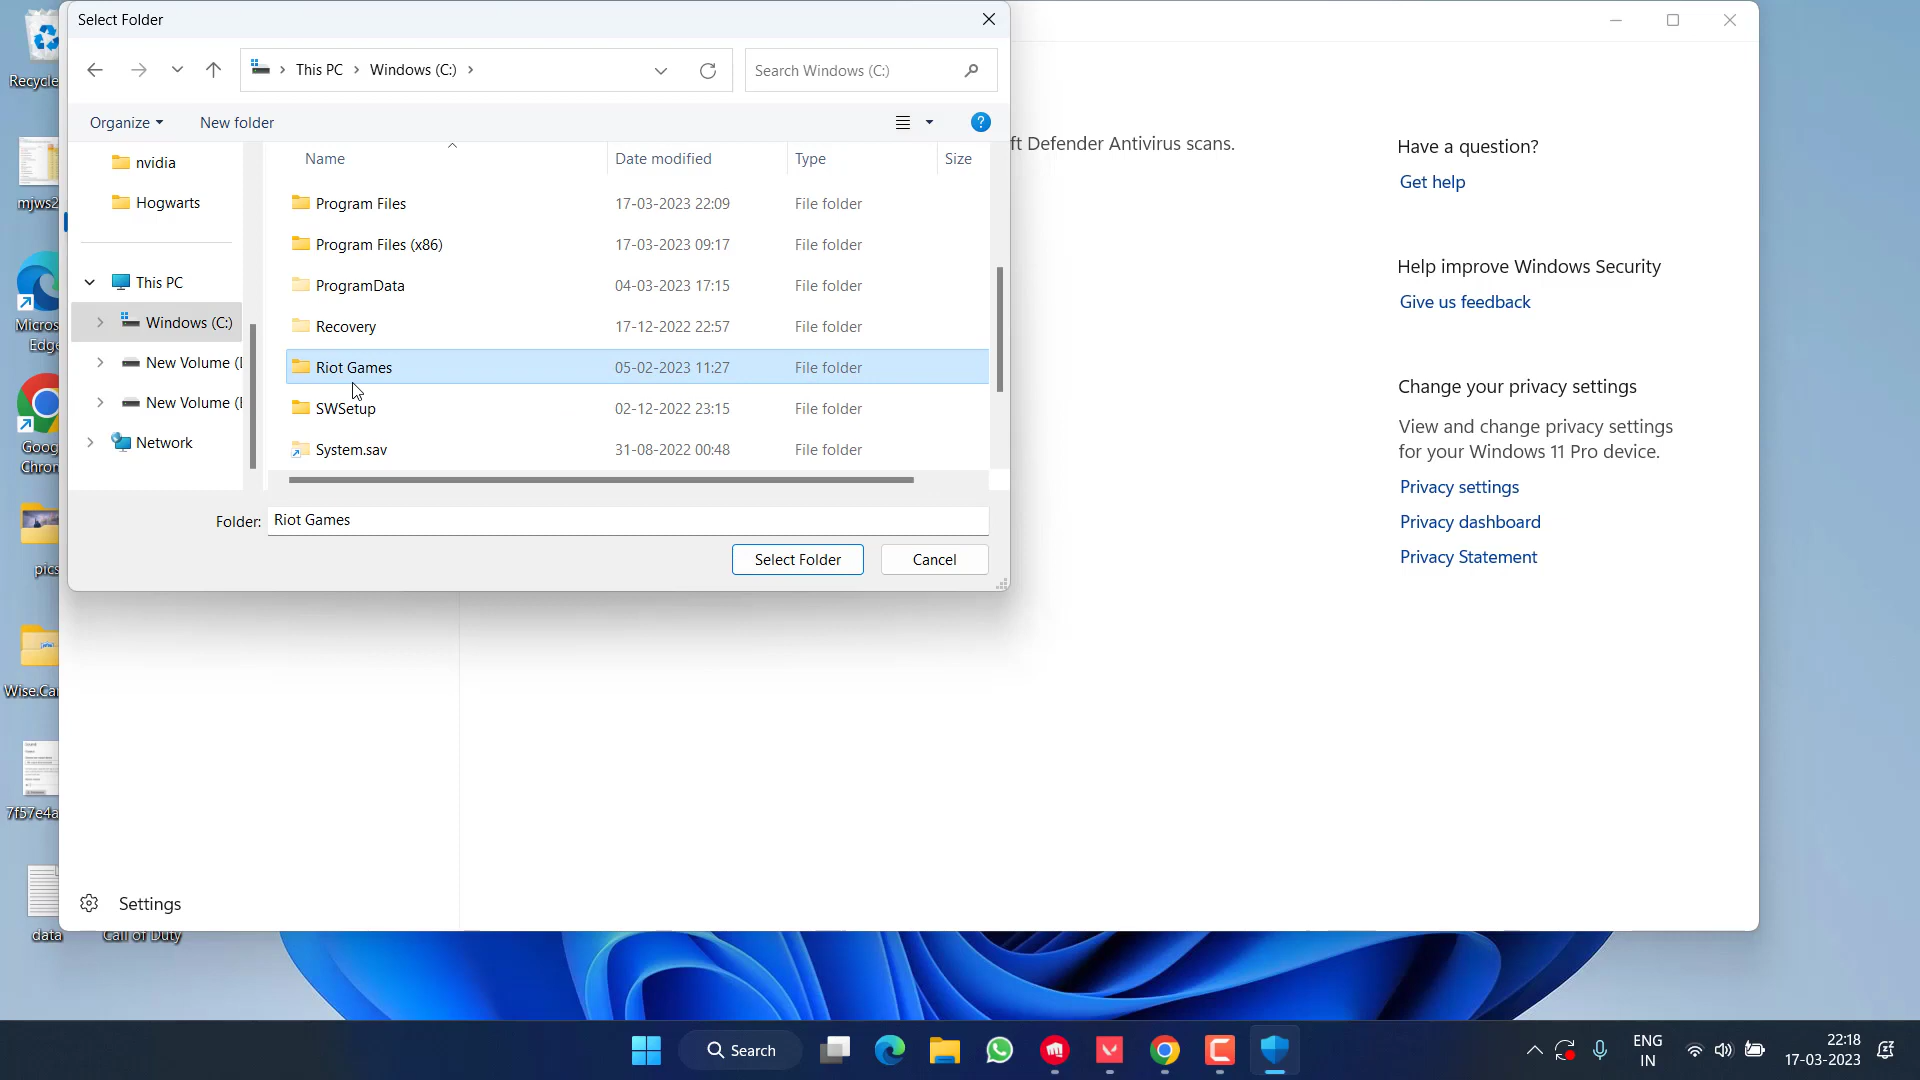 Select Folder
This PC
Windows (C:)
Search Windows (C:)
Organize
New folder
?
nvidia
Hogwarts
This PC
Windows (C:)
New Volume (
New Volume (
Network
Name
Date modified
Type
Size
Program Files
17-03-2023 22:09
File folder
Program Files (x86)
17-03-2023 09:17
File folder
ProgramData
04-03-2023 17:15
File folder
Recovery
17-12-2022 22:57
File folder
Riot Games
05-02-2023 11:27
File folder
SWSetup
02-12-2022 23:15
File folder
System.sav
31-08-2022 00:48
File folder
Folder:
Riot Games
Select Folder
Cancel
ft Defender Antivirus scans.
Have a question?
Get help
Help improve Windows Security
Give us feedback
Change your privacy settings
View and change privacy settings
for your Windows 11 Pro device.
Privacy settings
Privacy dashboard
Privacy Statement
Settings
Recycle
mjws2
Micros
Edge
Goog
Chron
pics
Wise.Ca
7f57e4a
data
Call of Duty
Search
ENG
IN
22:18
17-03-2023